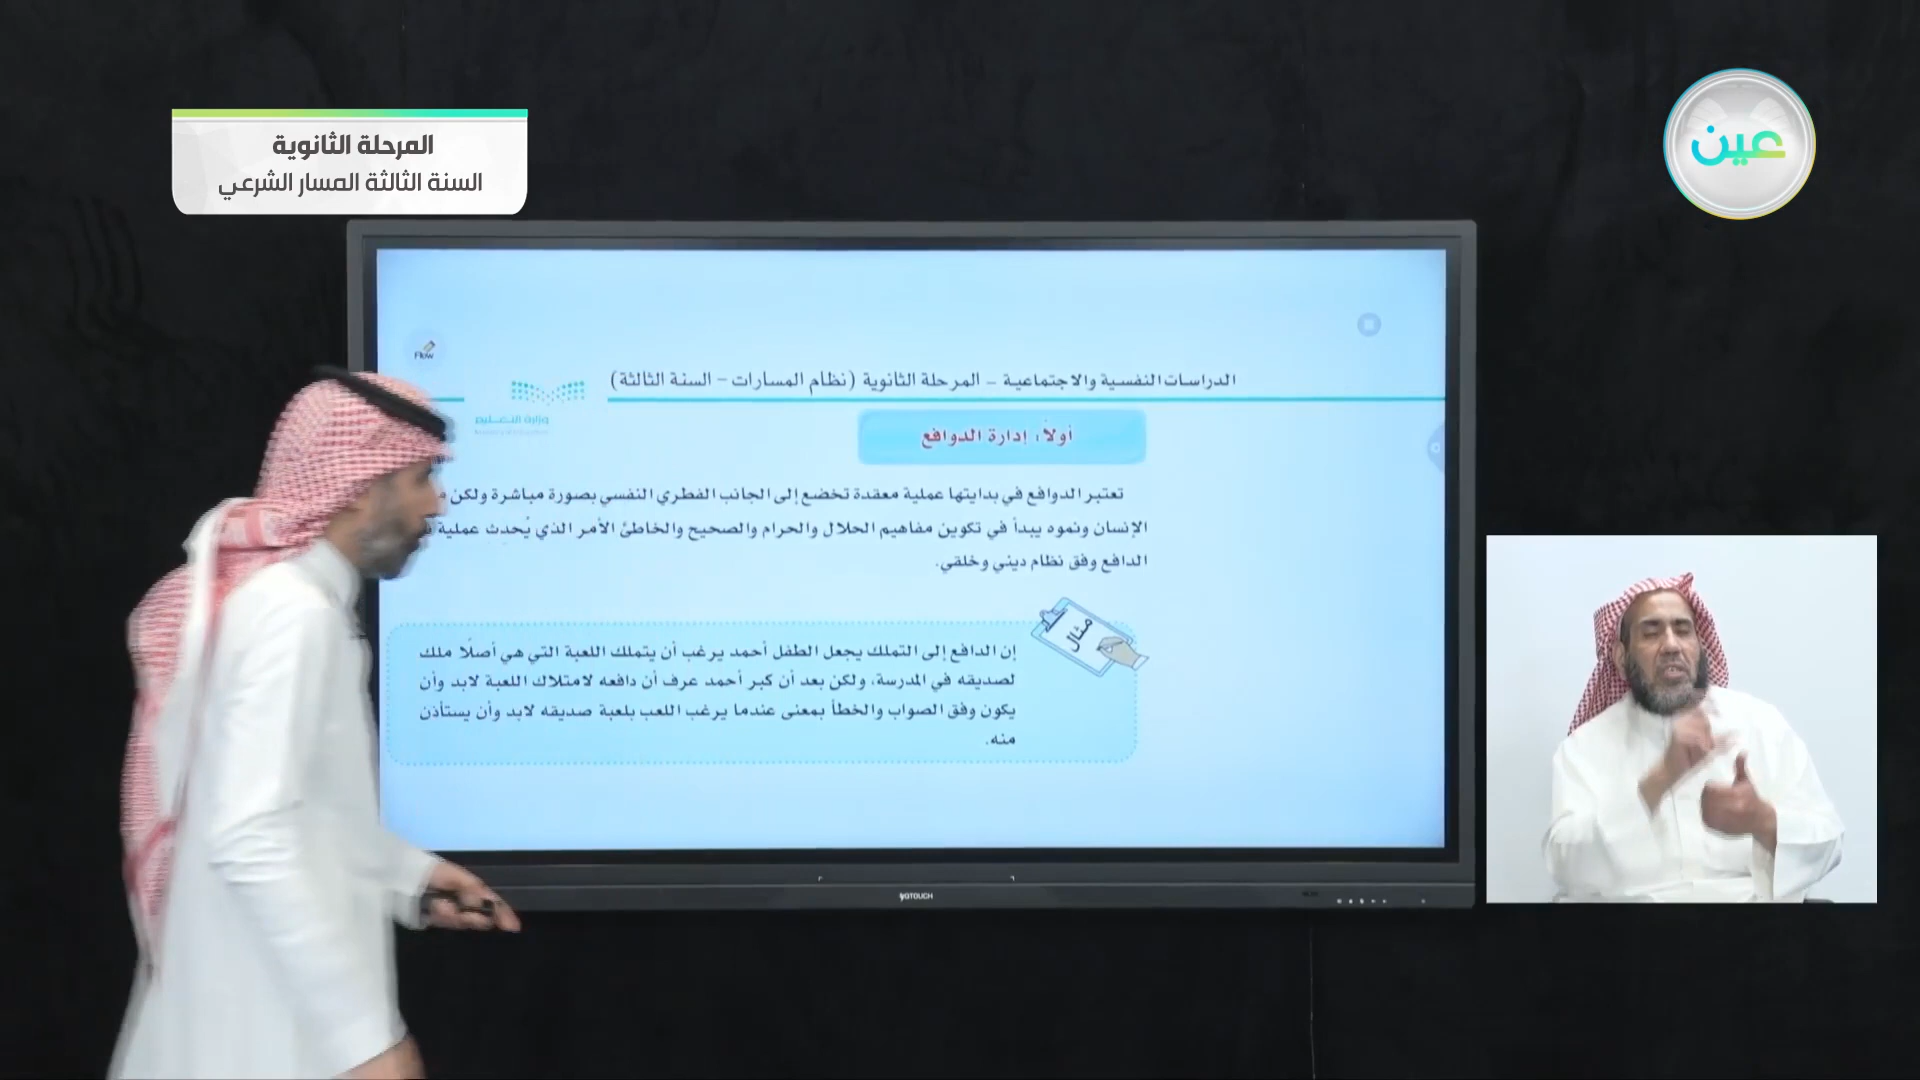 المرحلة الثانوية
السنة الثالثة المسار الشرعي
عين
Flow
الدراسات النفسية والاجتماعية - المرحلة الثانوية (نظام المسارات - السنة الثالثة)
وزارة التعليم
أولاً: إدارة الدوافع
تعتبر الدوافع في بدايتها عملية معقدة تخضع إلى الجانب الفطري النفسي بصورة مباشرة ولكن
الإنسان ونموه يبدأ في تكوين مفاهيم الحلال والحرام والصحيح والخاطئ الأمر الذي يُحدِث عملية
الدافع وفق نظام ديني وخلقي.
مثال
إن الدافع إلى التملك يجعل الطفل أحمد يرغب أن يتملك اللعبة التي هي أصلًا ملك
لصديقه في المدرسة، ولكن بعد أن كبر أحمد عرف أن دافعه لامتلاك اللعبة لابد وأن
يكون وفق الصواب والخطأ بمعنى عندما يرغب اللعب بلعبة صديقه لابد وأن يستأذن
منه.